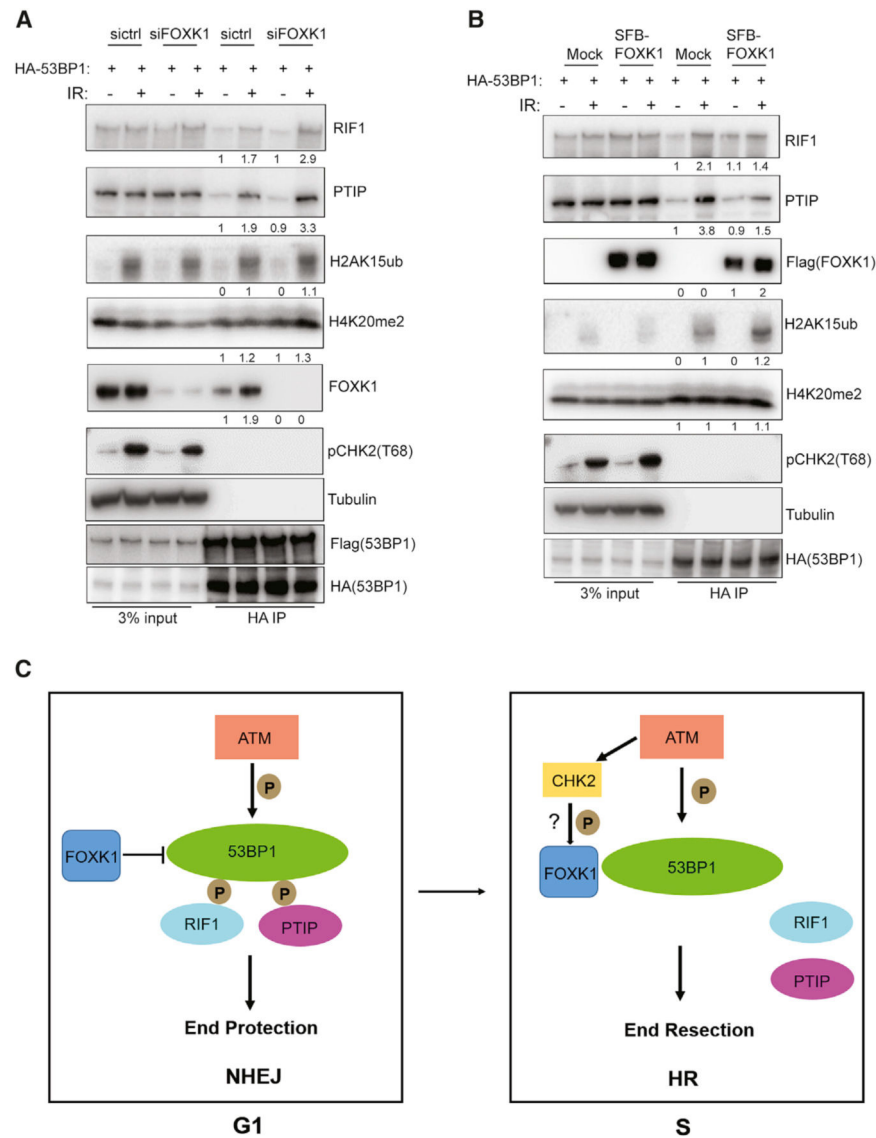 A
sictrl siFOXK1 sictrl siFOXK1
HA-53BP1: + + + + + + + +
IR: - + - + - + - +
RIF1
1 1.7 1 2.9
PTIP
1 1.9 0.9 3.3
H2AK15ub
0 1 0 1.1
H4K20me2
1 1.2 1 1.3
FOXK1
1 1.9 0 0
pCHK2(T68)
Tubulin
Flag(53BP1)
HA(53BP1)
3% input HA IP
B
SFB- SFB-
Mock FOXK1 Mock FOXK1
HA-53BP1: + + + + + + + +
IR: - + - + - + - +
RIF1
1 2.1 1.1 1.4
PTIP
1 3.8 0.9 1.5
Flag(FOXK1)
0 0 1 2
H2AK15ub
0 1 0 1.2
H4K20me2
1 1 1 1.1
pCHK2(T68)
Tubulin
HA(53BP1)
3% input HA IP
C
ATM
P
FOXK1
53BP1
P P
RIF1 PTIP
End Protection
NHEJ
G1
ATM
CHK2
? P P
FOXK1 53BP1
RIF1
PTIP
End Resection
HR
S